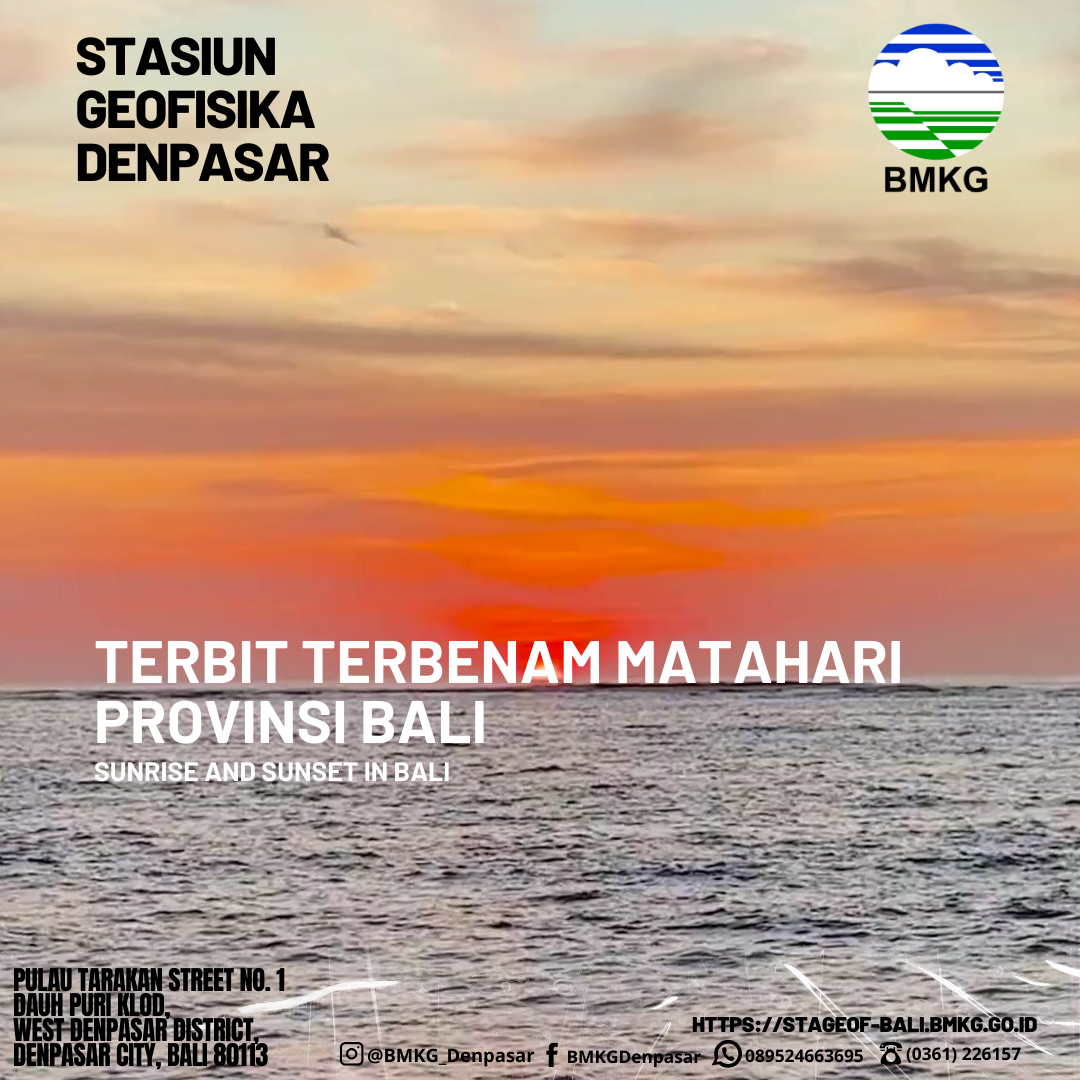 STASIUN
GEOFISIKA
DENPASAR
BMKG
TERBIT TERBENAM MATAHARI
PROVINSI BALI
SUNRISE AND SUNSET IN BALI
PULAU TARAKAN STREET NO. 1
DAUH PURI KLOD,
WEST DENPASAR DISTRICT,
DENPASAR CITY, BALI 80113
HTTPS://STAGEOF-BALI.BMKG.GO.ID
@BMKG_Denpasar BMKGDenpasar 089524663695 (0361) 226157